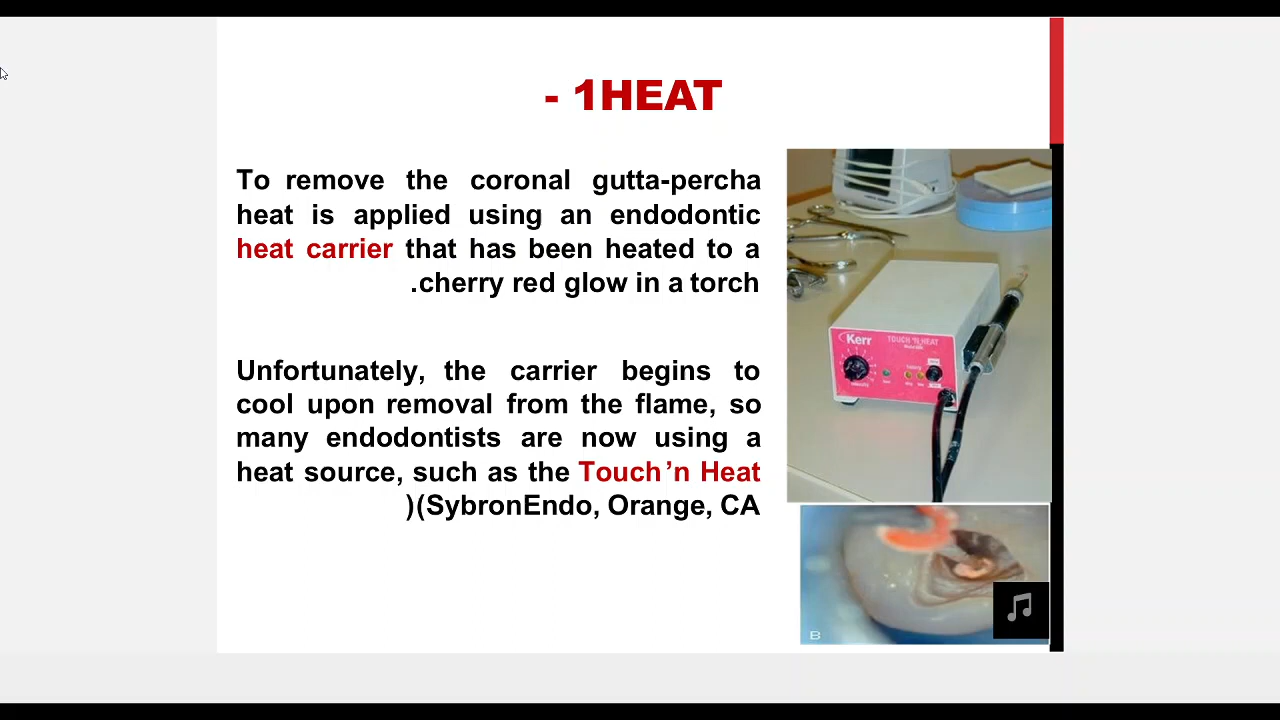 - 1HEAT
To remove the coronal gutta-percha
heat is applied using an endodontic
heat carrier that has been heated to a
.cherry red glow in a torch
Unfortunately, the carrier begins to
cool upon removal from the flame, so
many endodontists are now using a
heat source, such as the Touch ’n Heat
)(SybronEndo, Orange, CA
Kerr
TOUCH 'N HEAT
B